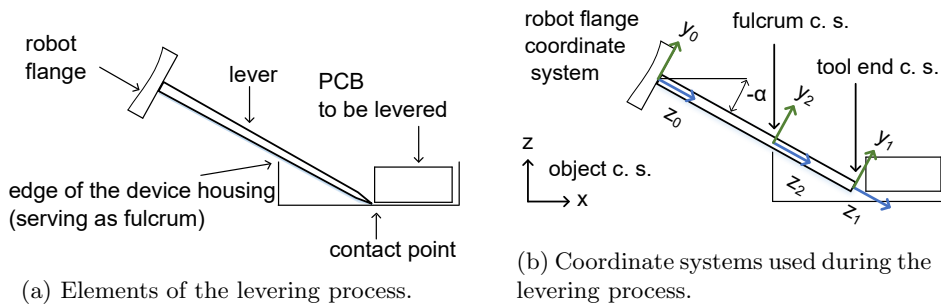 robot
flange
lever
PCB
to be levered
edge of the device housing
(serving as fulcrum)
contact point
(a) Elements of the levering process.
robot flange
coordinate
system
y0
fulcrum c. s.
tool end c. s.
-α
y2
z0
y1
z
object c. s.
x
z2
z1
(b) Coordinate systems used during the
levering process.